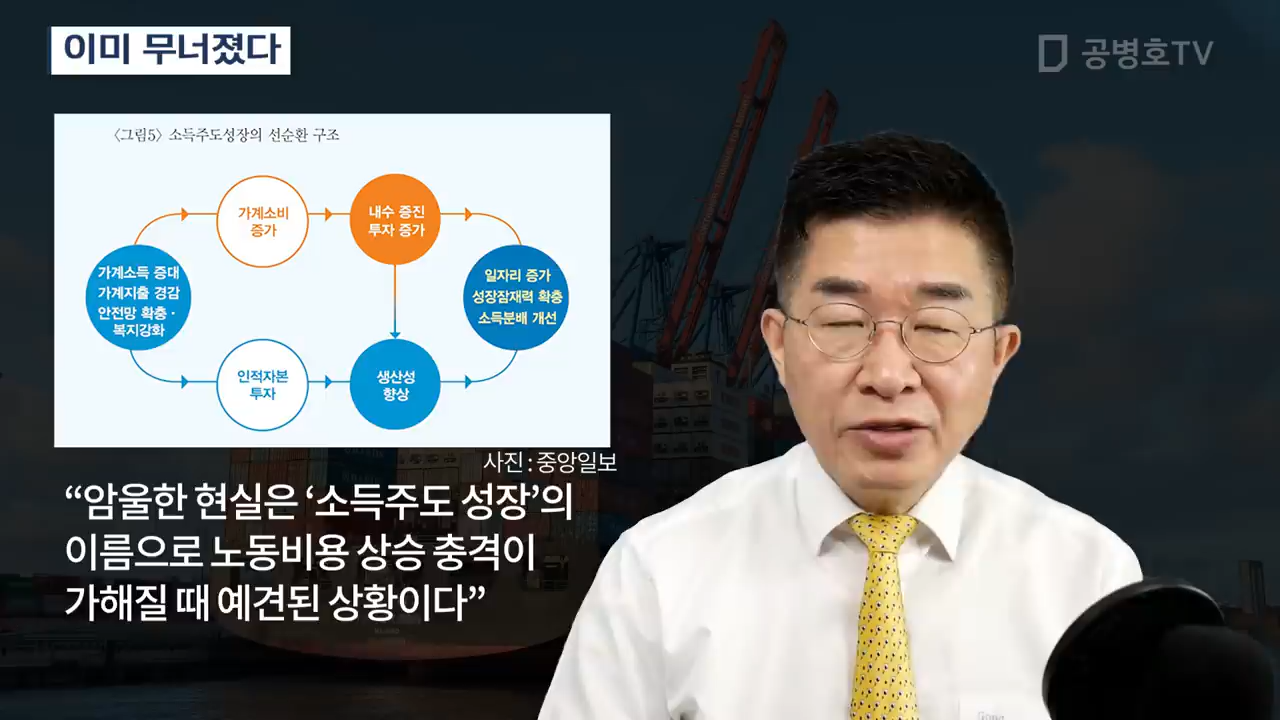 이미 무너졌다
공병호TV
〈그림5〉 소득주도성장의 선순환 구조
가계소비
증가
내수 증진
투자 증가
가계소득 증대
가계지출 경감
안전망 확충 ·
복지강화
일자리 증가
성장잠재력 확충
소득분배 개선
인적자본
투자
생산성
향상
사진 : 중앙일보
“암울한 현실은 ‘소득주도 성장’의
이름으로 노동비용 상승 충격이
가해질 때 예견된 상황이다”